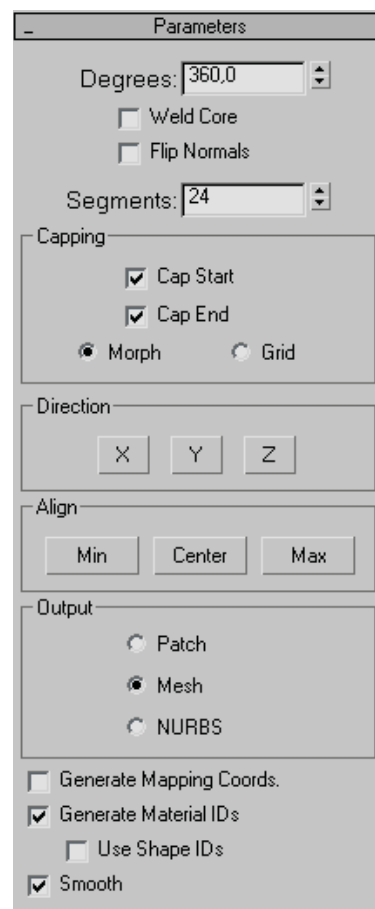 Parameters
Degrees: 360,0
Weld Core
Flip Normals
Segments: 24
Capping
Cap Start
Cap End
Morph Grid
Direction
X Y Z
Align
Min Center Max
Output
Patch
Mesh
NURBS
Generate Mapping Coords.
Generate Material IDs
Use Shape IDs
Smooth